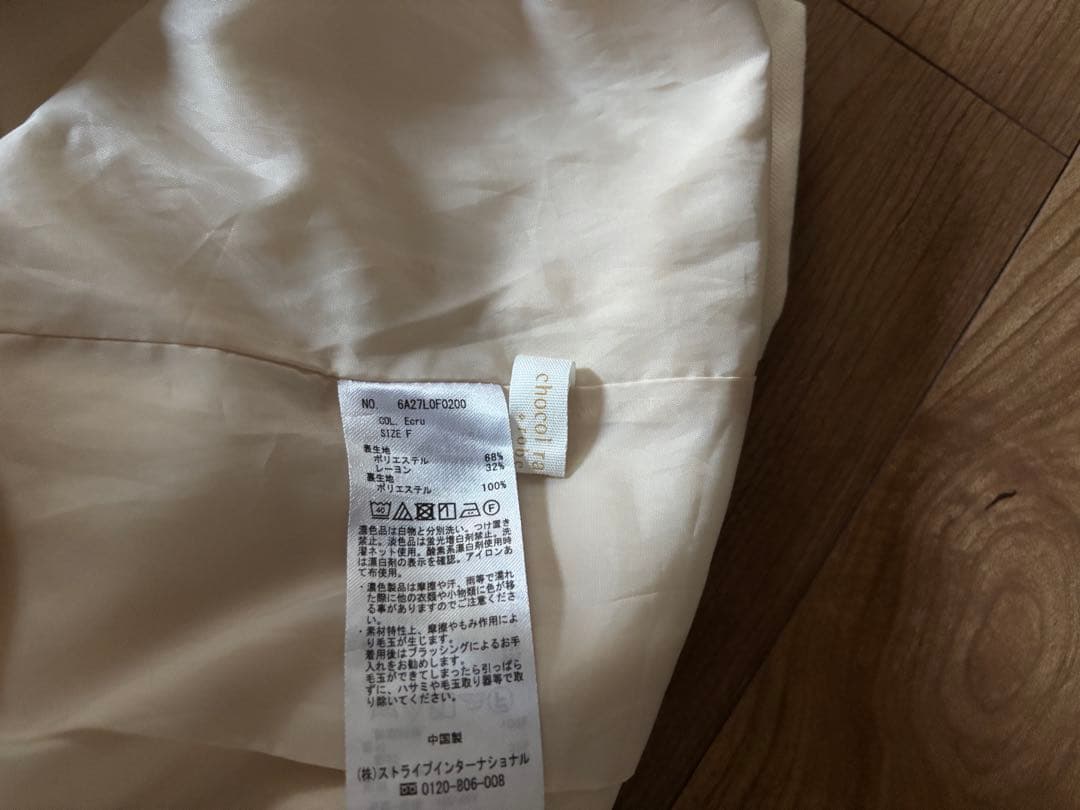 NO. 6A27L0F0200
COL. Ecru
SIZE F
表生地
ポリエステル 68%
レーヨン 32%
裏生地
ポリエステル 100%
40
F
濃色品は白物と分別洗い。つけ置き
禁止。淡色品は蛍光増白剤禁止。洗
濯ネット使用。酸素系漂白剤使用時
は漂白剤の表示を確認。アイロンあ
て布使用。
・濃色製品は摩擦や汗、雨等で濡れ
た際に他の衣類や小物類に色が移
る事がありますのでご注意くださ
い。
・素材特性上、摩擦やもみ作用によ
り毛玉が生じます。
着用後はブラッシングによるお手
入れをお勧めします。
毛玉ができてしまったら引っぱら
ずに、ハサミや毛玉取り器等で取
り除いてください。
中国製
(株)ストライプインターナショナル
0120-806-008
chocol ra